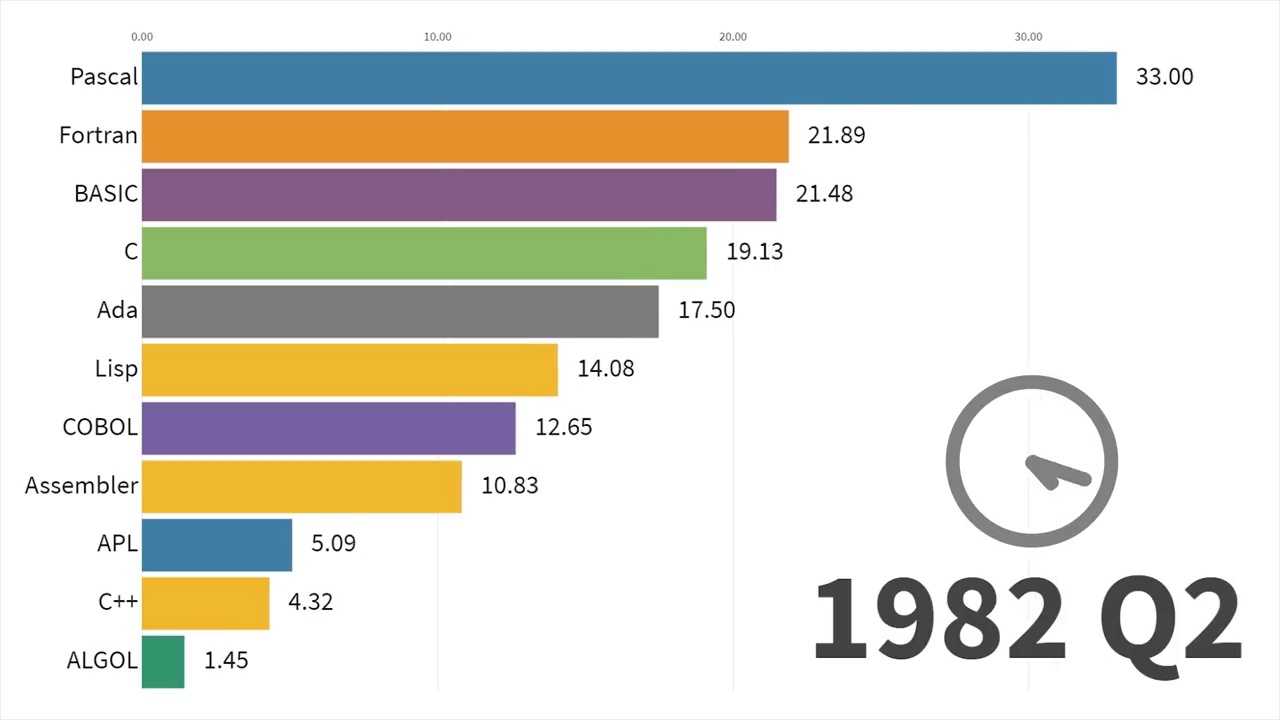 0.00 10.00 20.00 30.00
Pascal 33.00
Fortran 21.89
BASIC 21.48
C 19.13
Ada 17.50
Lisp 14.08
COBOL 12.65
Assembler 10.83
APL 5.09
C++ 4.32
ALGOL 1.45
1982 Q2